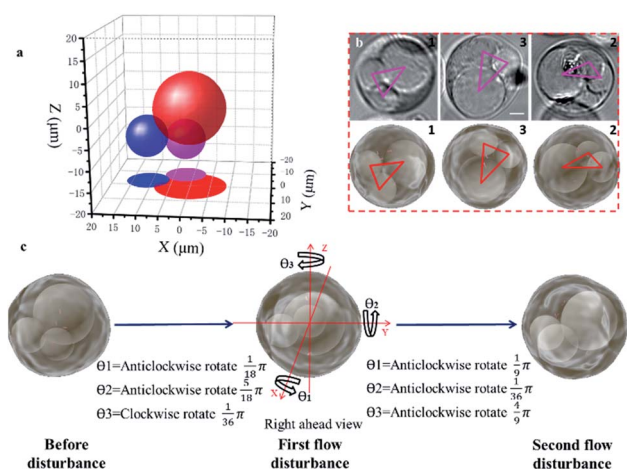 a
20
15
10
5
0
-5
-10
-15
-20
Z
(μm)
20 15 10 5 0 -5 -10 -15
X (μm)
-20
-10
0
10
20
Y (μm)
b
1 3 2
1 3 2
c
Z
Θ3
Θ2
Y
X
Θ1
Θ1=Anticlockwise rotate 1/18 π
Θ2=Anticlockwise rotate 5/18 π
Θ3=Clockwise rotate 1/36 π
Right ahead view
Θ1=Anticlockwise rotate 1/9 π
Θ2=Anticlockwise rotate 1/36 π
Θ3=Anticlockwise rotate 4/9 π
Before
disturbance
First flow
disturbance
Second flow
disturbance